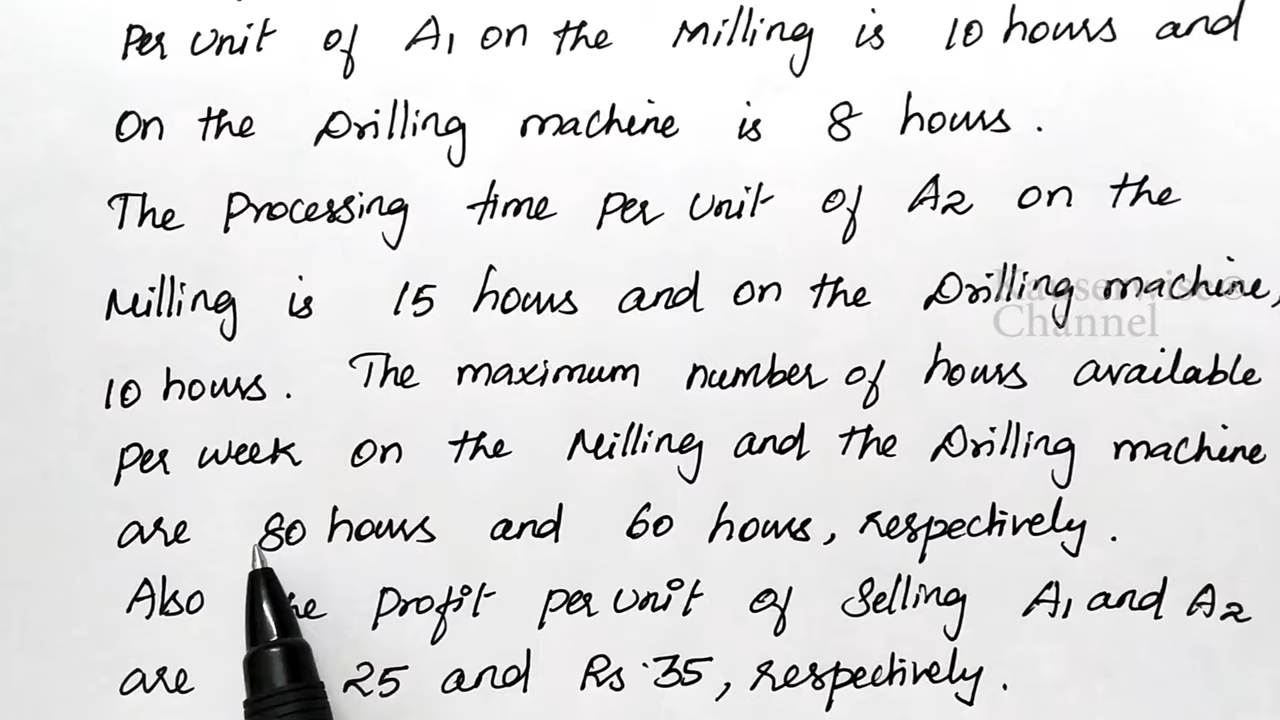 Per Unit of A1 on the Milling is 10 hours and
On the Drilling machine is 8 hours.
The Processing time Per Unit of A2 on the
Milling is 15 hours and on the Drilling machine,
Channel
10 hours. The maximum number of hours available
Per week on the Milling and the Drilling machine
are 80 hours and 60 hours, respectively.
Also Profit per unit of Selling A1 and A2
are 25 and Rs.35, respectively.